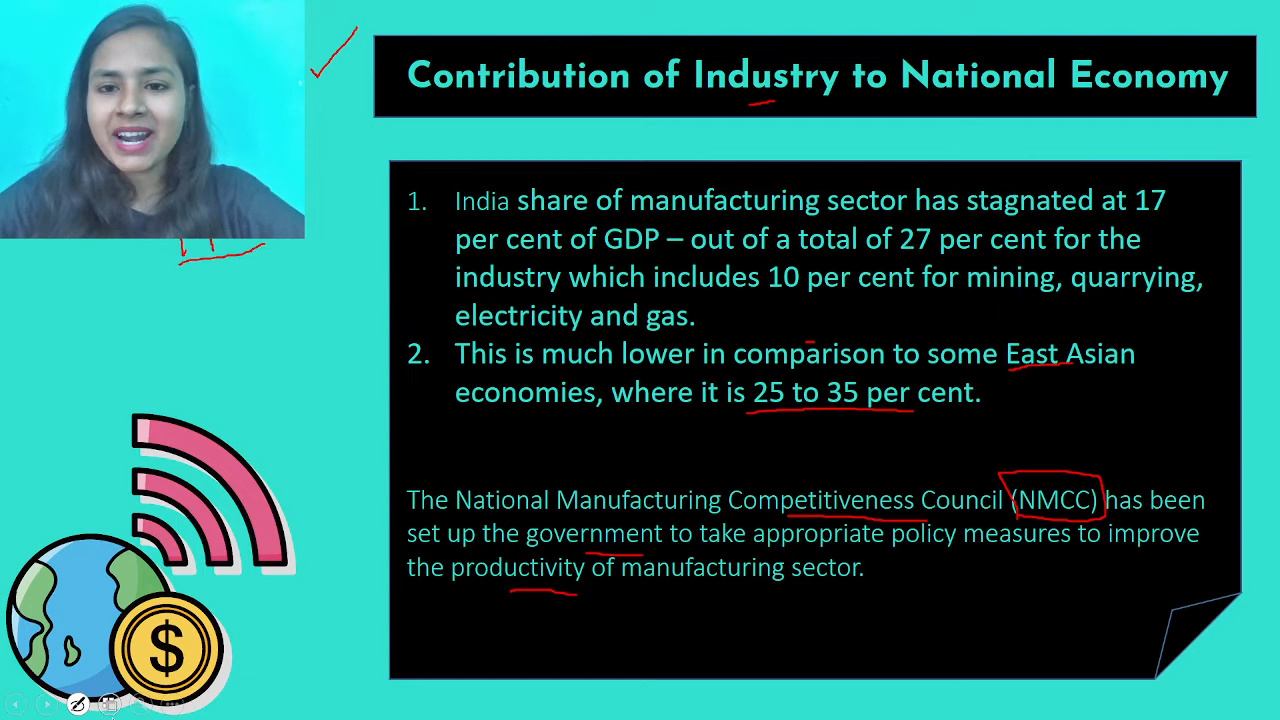 Contribution of Industry to National Economy
1. India share of manufacturing sector has stagnated at 17
per cent of GDP – out of a total of 27 per cent for the
industry which includes 10 per cent for mining, quarrying,
electricity and gas.
2. This is much lower in comparison to some East Asian
economies, where it is 25 to 35 per cent.
The National Manufacturing Competitiveness Council (NMCC) has been
set up the government to take appropriate policy measures to improve
the productivity of manufacturing sector.
$